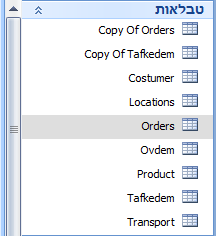 טבלאות
Copy Of Orders
Copy Of Tafkedem
Costumer
Locations
Orders
Ovdem
Product
Tafkedem
Transport